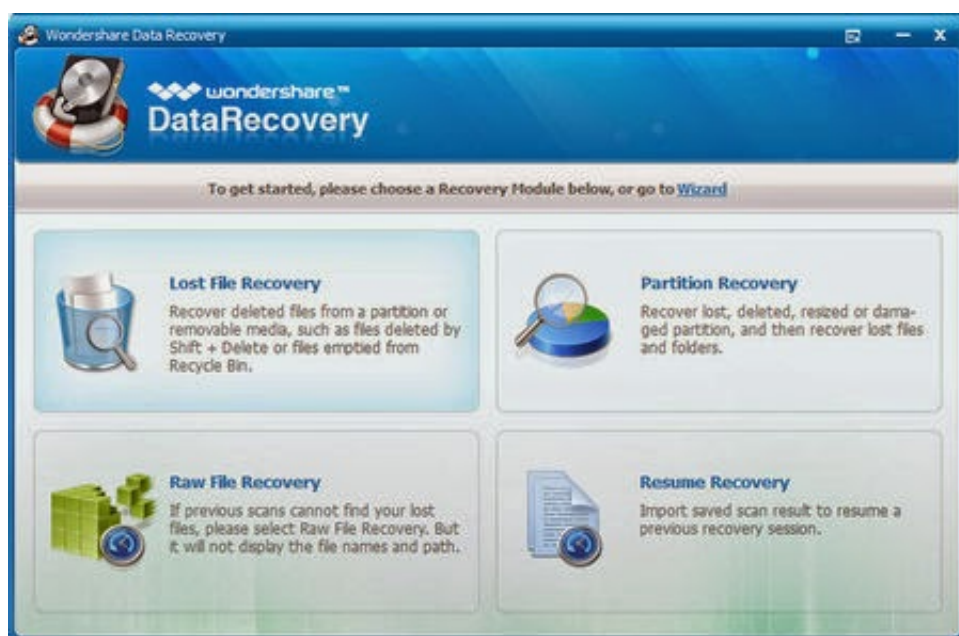 Wondershare Data Recovery
wondershare™
DataRecovery
To get started, please choose a Recovery Module below, or go to Wizard
Lost File Recovery
Recover deleted files from a partition or
removable media, such as files deleted by
Shift + Delete or files emptied from
Recycle Bin.
Partition Recovery
Recover lost, deleted, resized or dama-
ged partition, and then recover lost files
and folders.
Raw File Recovery
If previous scans cannot find your lost
files, please select Raw File Recovery. But
it will not display the file names and path.
Resume Recovery
Import saved scan result to resume a
previous recovery session.